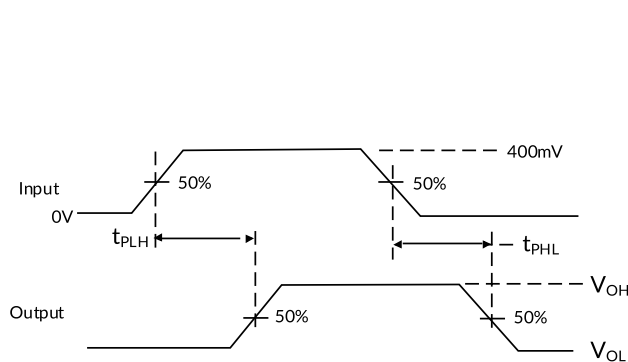 400mV
Input 50% 50%
0V
tPLH tPHL
VOH
Output 50% 50%
VOL